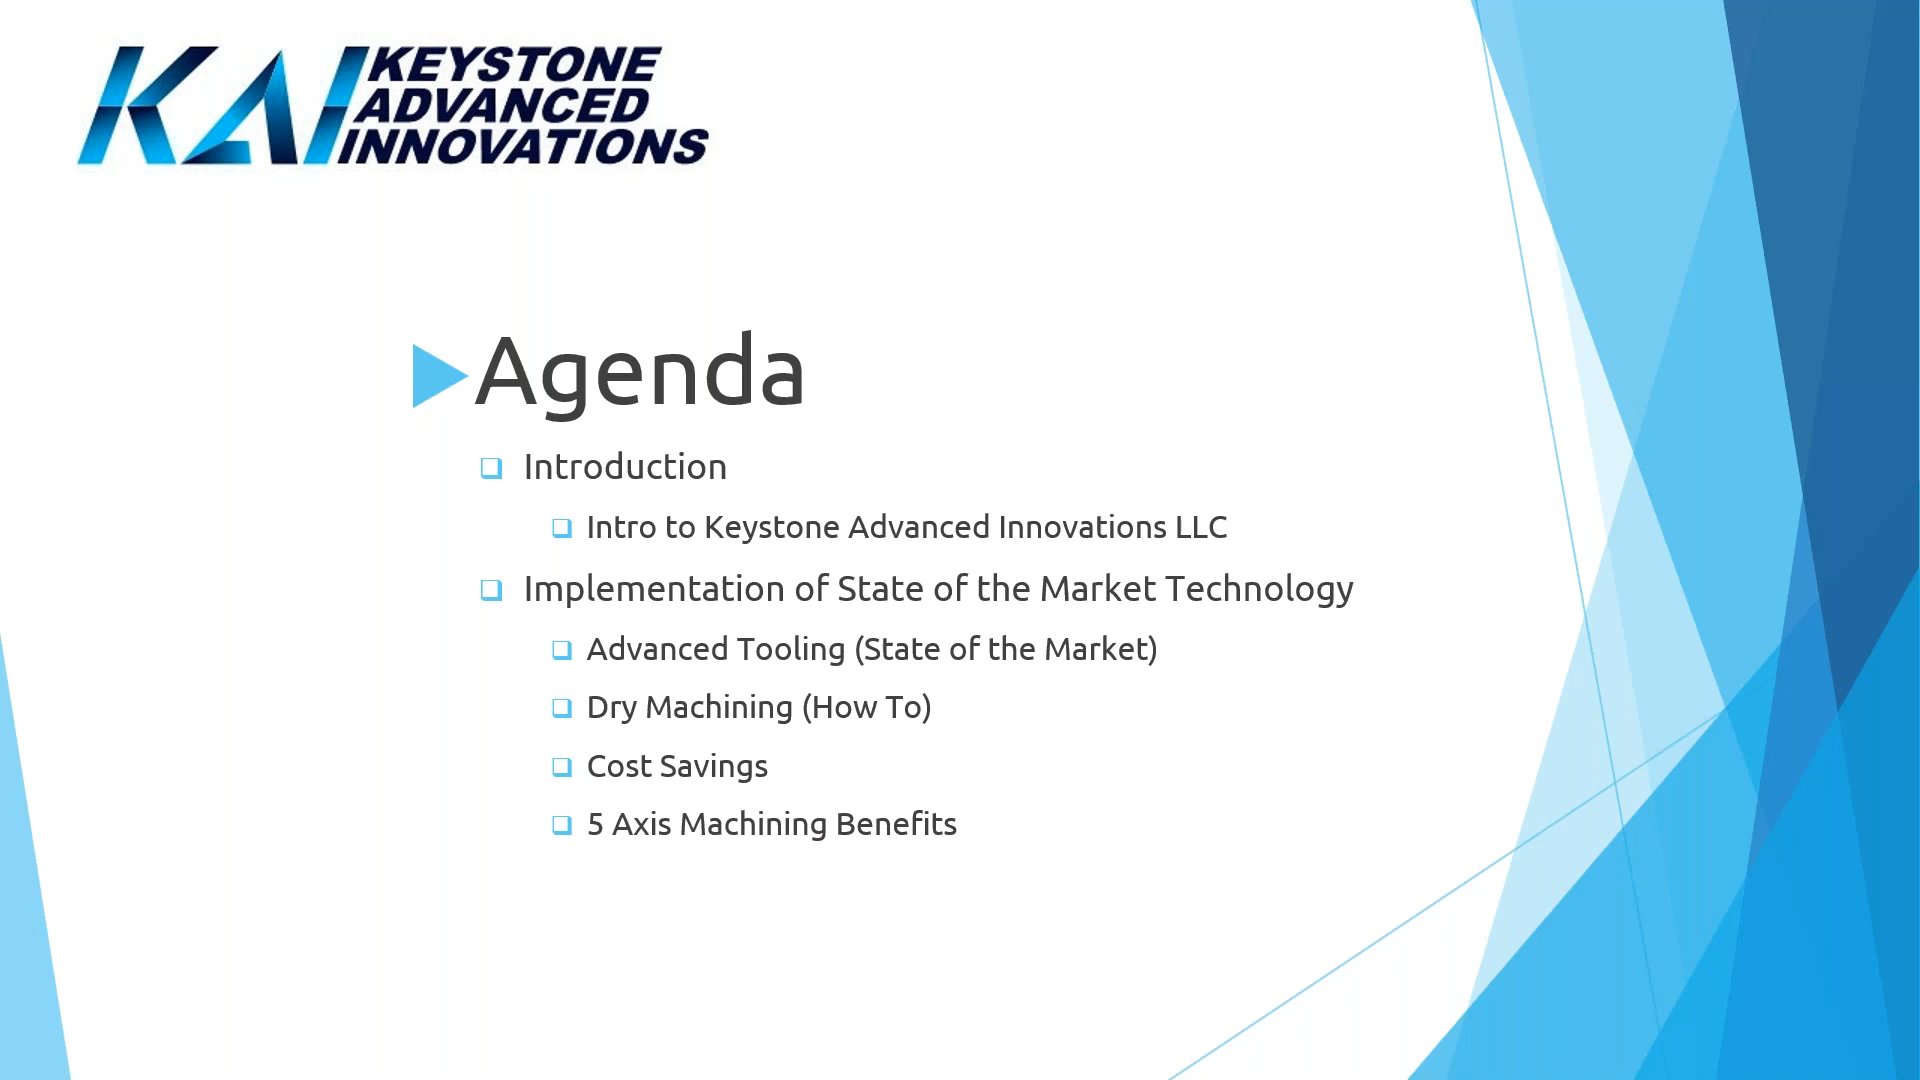 KAI
KEYSTONE
ADVANCED
INNOVATIONS
Agenda
Introduction
Intro to Keystone Advanced Innovations LLC
Implementation of State of the Market Technology
Advanced Tooling (State of the Market)
Dry Machining (How To)
Cost Savings
5 Axis Machining Benefits